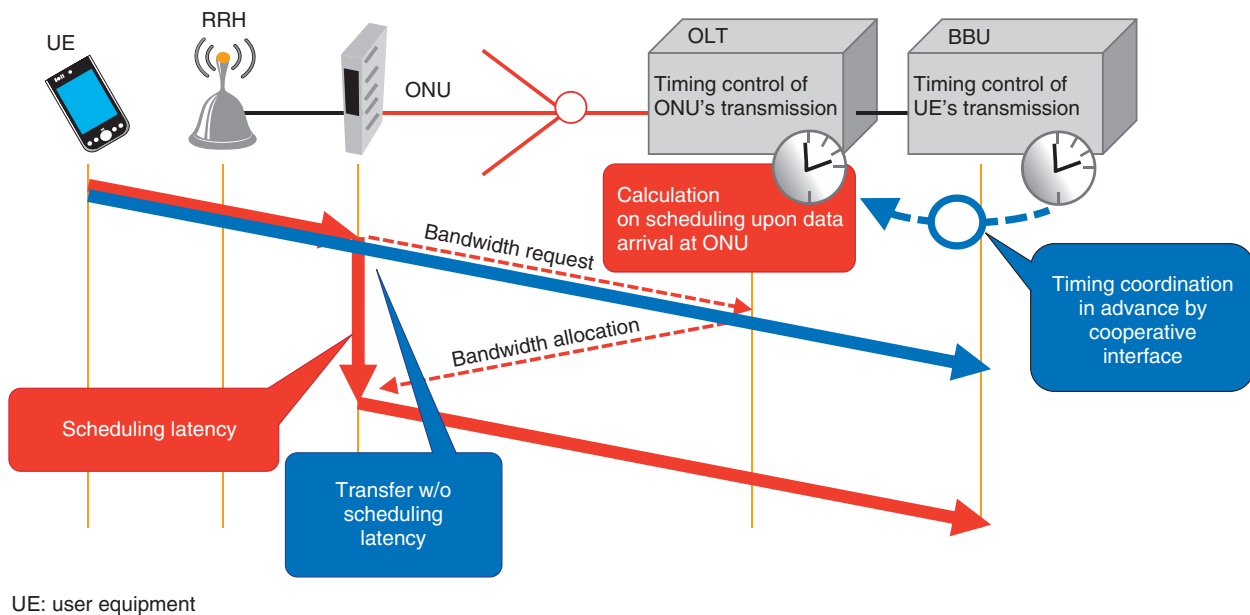 UE
RRH
ONU
OLT
BBU
Timing control of
ONU's transmission
Timing control of
UE's transmission
Calculation
on scheduling upon data
arrival at ONU
Bandwidth request
Bandwidth allocation
Timing coordination
in advance by
cooperative
interface
Scheduling latency
Transfer w/o
scheduling
latency
UE: user equipment